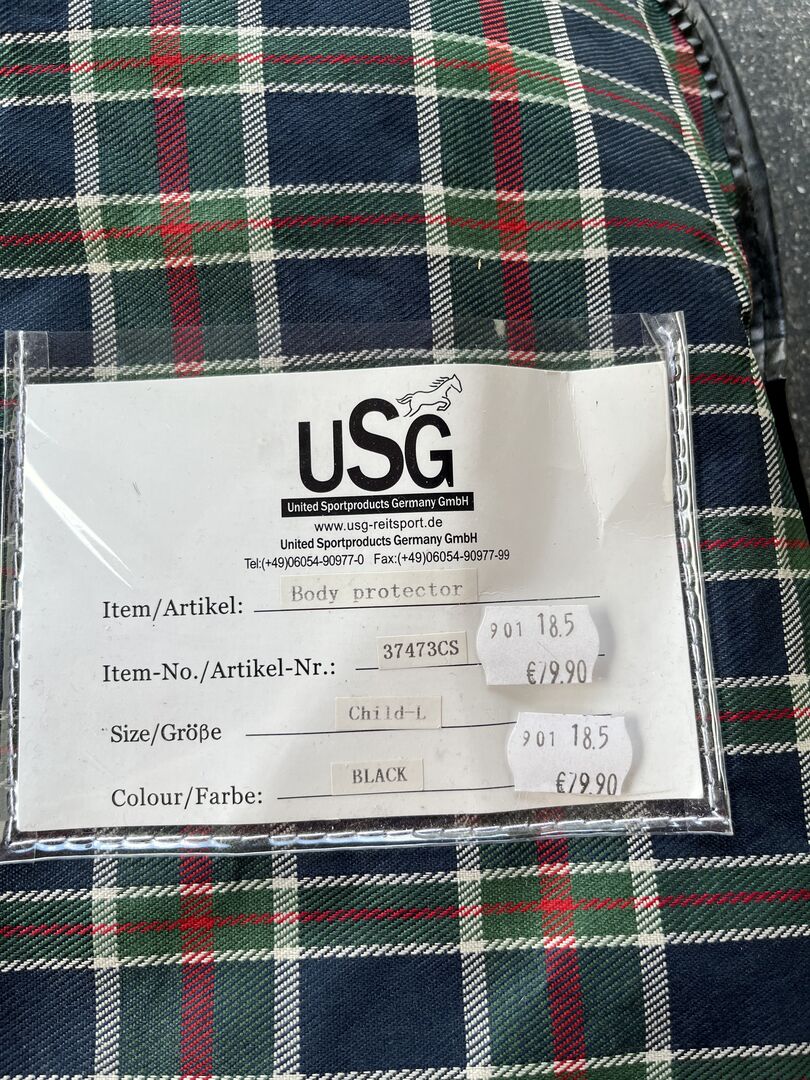 USG
United Sportproducts Germany GmbH
www.usg-reitsport.de
United Sportproducts Germany GmbH
Tel:(+49)06054-90977-0 Fax:(+49)06054-90977-99
Item/Artikel: Body protector
Item-No./Artikel-Nr.: 37473CS
Size/Größe Child-L
Colour/Farbe: BLACK
901 18.5
€79.90
901 18.5
€79.90